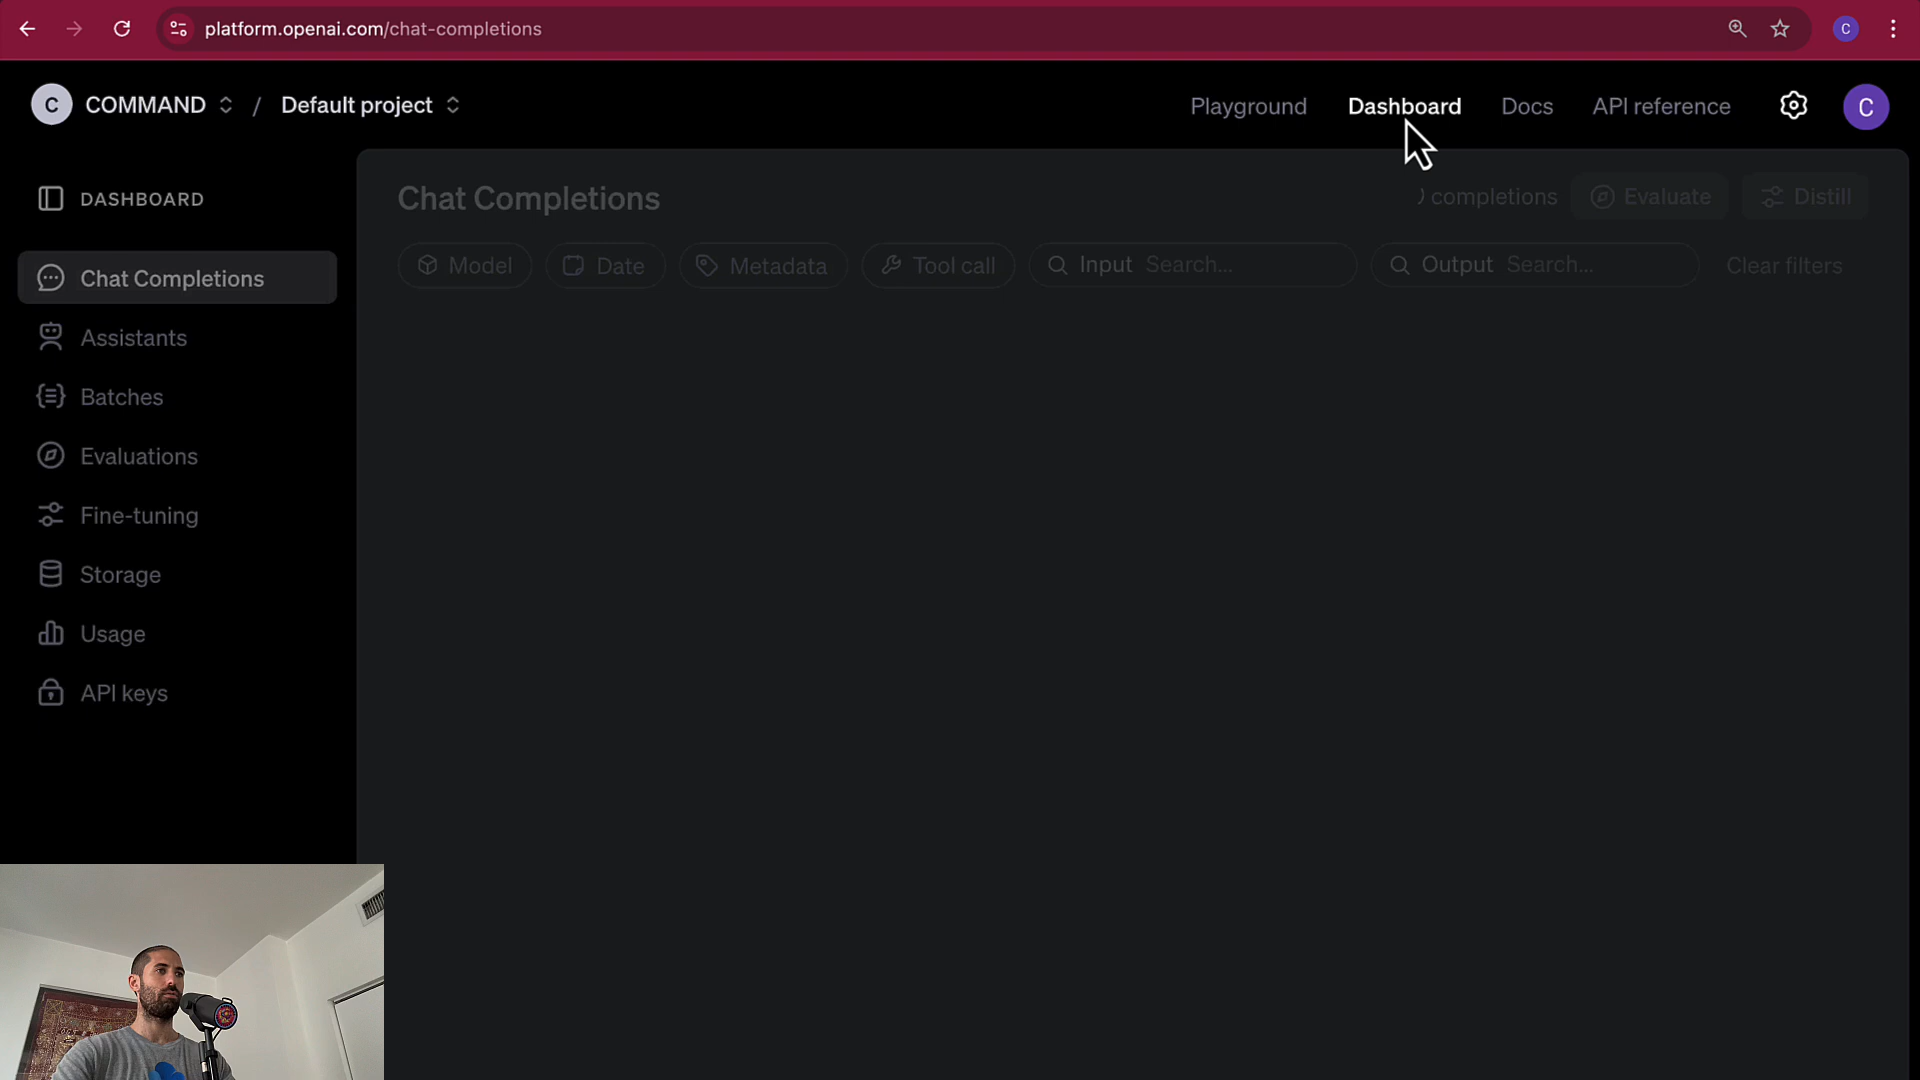 platform.openai.com/chat-completions
C
C COMMAND / Default project
Playground Dashboard Docs API reference C
DASHBOARD
Chat Completions
Assistants
Batches
Evaluations
Fine-tuning
Storage
Usage
API keys
Chat Completions
completions Evaluate Distill
Model Date Metadata Tool call Input Search... Output Search... Clear filters